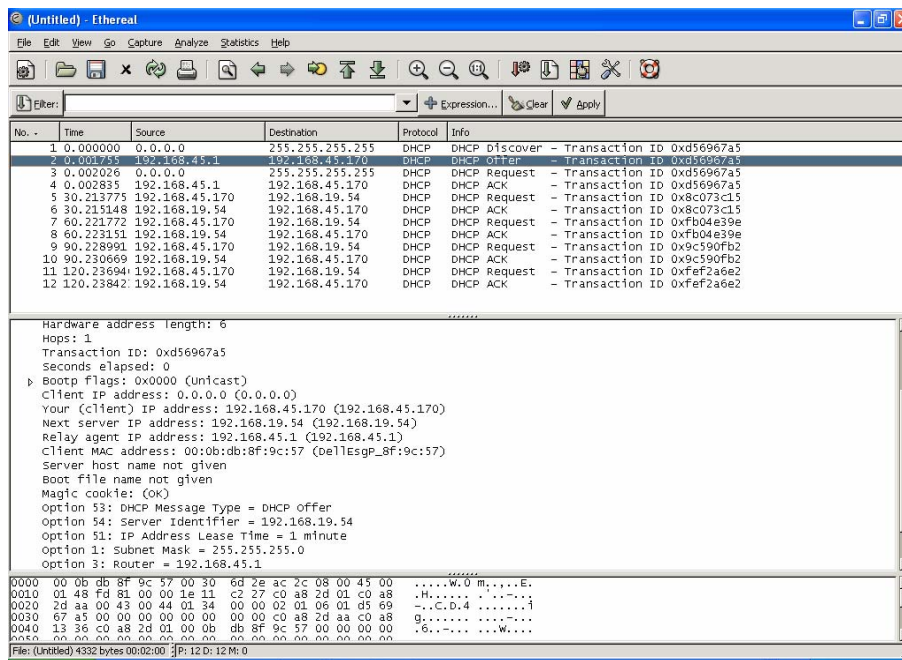 (Untitled) - Ethereal
File Edit View Go Capture Analyze Statistics Help
Filter: Expression... Clear Apply
No. - Time Source Destination Protocol Info
1 0.000000 0.0.0.0 255.255.255.255 DHCP DHCP Discover - Transaction ID 0xd56967a5
2 0.001755 192.168.45.1 192.168.45.170 DHCP DHCP Offer - Transaction ID 0xd56967a5
3 0.002026 0.0.0.0 255.255.255.255 DHCP DHCP Request - Transaction ID 0xd56967a5
4 0.002835 192.168.45.1 192.168.45.170 DHCP DHCP ACK - Transaction ID 0xd56967a5
5 30.213775 192.168.45.170 192.168.19.54 DHCP DHCP Request - Transaction ID 0x8c073c15
6 30.215148 192.168.19.54 192.168.45.170 DHCP DHCP ACK - Transaction ID 0x8c073c15
7 60.221772 192.168.45.170 192.168.19.54 DHCP DHCP Request - Transaction ID 0xfb04e39e
8 60.223151 192.168.19.54 192.168.45.170 DHCP DHCP ACK - Transaction ID 0xfb04e39e
9 90.228991 192.168.45.170 192.168.19.54 DHCP DHCP Request - Transaction ID 0x9c590fb2
10 90.230669 192.168.19.54 192.168.45.170 DHCP DHCP ACK - Transaction ID 0x9c590fb2
11 120.23694 192.168.45.170 192.168.19.54 DHCP DHCP Request - Transaction ID 0xfef2a6e2
12 120.23842 192.168.19.54 192.168.45.170 DHCP DHCP ACK - Transaction ID 0xfef2a6e2
Hardware address length: 6
Hops: 1
Transaction ID: 0xd56967a5
Seconds elapsed: 0
Bootp flags: 0x0000 (Unicast)
Client IP address: 0.0.0.0 (0.0.0.0)
Your (client) IP address: 192.168.45.170 (192.168.45.170)
Next server IP address: 192.168.19.54 (192.168.19.54)
Relay agent IP address: 192.168.45.1 (192.168.45.1)
Client MAC address: 00:0b:db:8f:9c:57 (DellEsgP_8f:9c:57)
Server host name not given
Boot file name not given
Magic cookie: (OK)
Option 53: DHCP Message Type = DHCP Offer
Option 54: Server Identifier = 192.168.19.54
Option 51: IP Address Lease Time = 1 minute
Option 1: Subnet Mask = 255.255.255.0
Option 3: Router = 192.168.45.1
0000 00 0b db 8f 9c 57 00 30 6d 2e ac 2c 08 00 45 00 .....W.0 m..,..E.
0010 01 48 fd 81 00 00 1e 11 c2 27 c0 a8 2d 01 c0 a8 .H...... .'..-...
0020 2d aa 00 43 00 44 01 34 00 00 02 01 06 01 d5 69 -..C.D.4 .......i
0030 67 a5 00 00 00 00 00 00 00 00 c0 a8 2d aa c0 a8 g....... ....-...
0040 13 36 c0 a8 2d 01 00 0b db 8f 9c 57 00 00 00 00 .6..-... ...W....
0050 00 00 00 00 00 00 00 00 00 00 00 00 00 00 00 00
File: (Untitled) 4332 bytes 00:02:00 P: 12 D: 12 M: 0